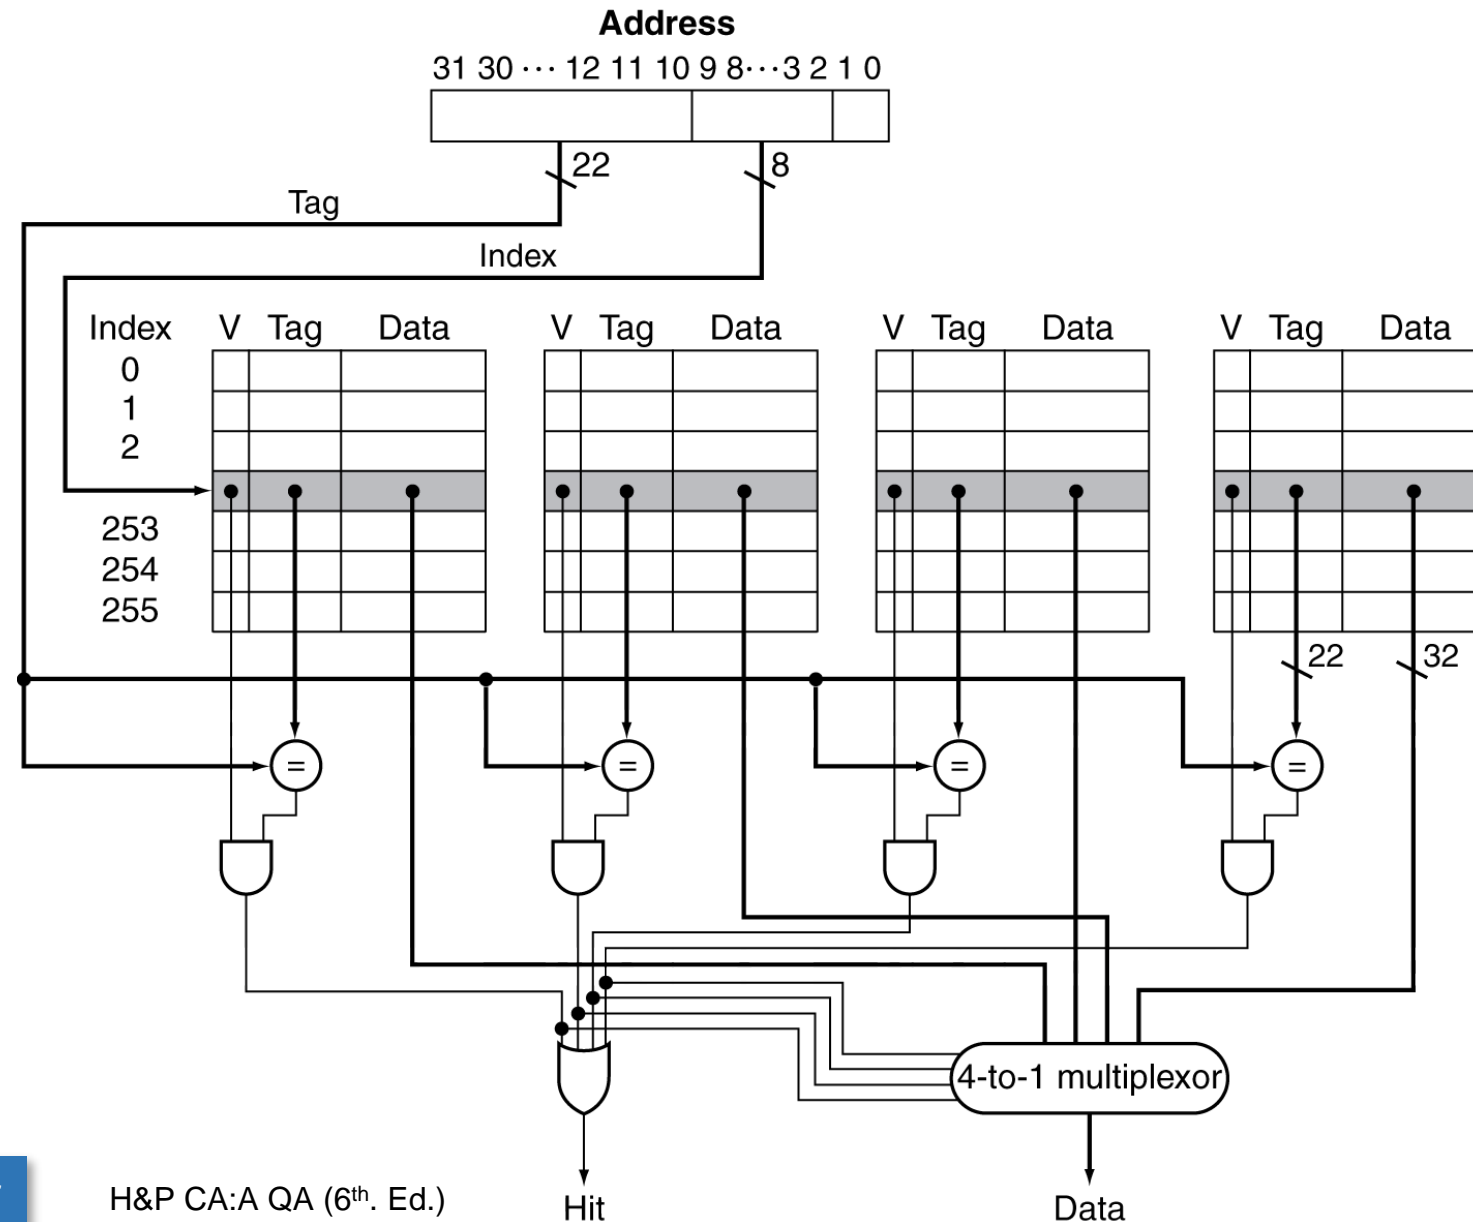 Address
31 30 ··· 12 11 10 9 8···3 2 1 0
22
8
Tag
Index
Index V Tag Data V Tag Data V Tag Data V Tag Data
0
1
2
253
254
255
22
32
= = = =
4-to-1 multiplexor
H&P CA:A QA (6th. Ed.)
Hit
Data